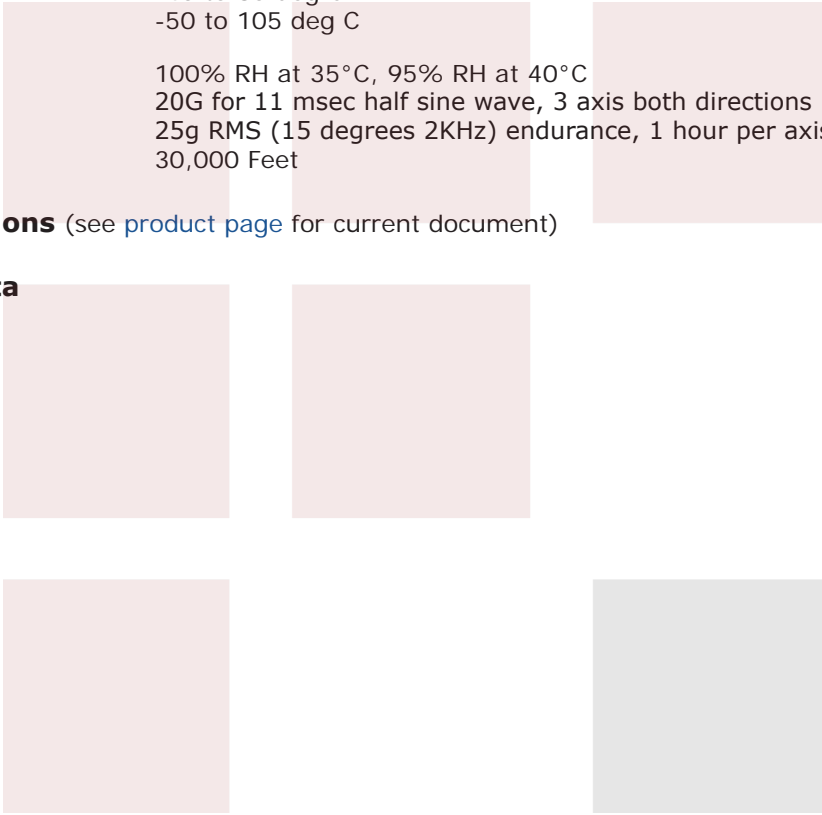 -50 to 105 deg C
100% RH at 35°C, 95% RH at 40°C
20G for 11 msec half sine wave, 3 axis both directions
25g RMS (15 degrees 2KHz) endurance, 1 hour per axis
30,000 Feet
ons (see product page for current document)
ta